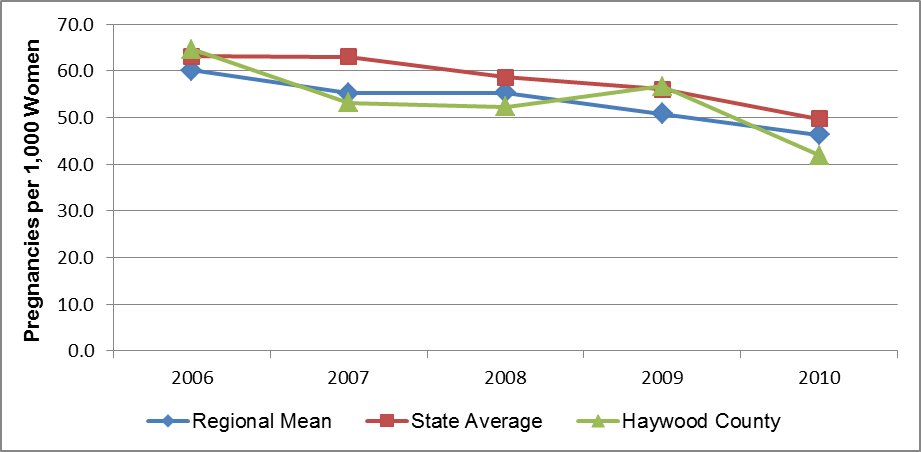 Pregnancies per 1,000 Women
70.0
60.0
50.0
40.0
30.0
20.0
10.0
0.0
2006 2007 2008 2009 2010
Regional Mean State Average Haywood County